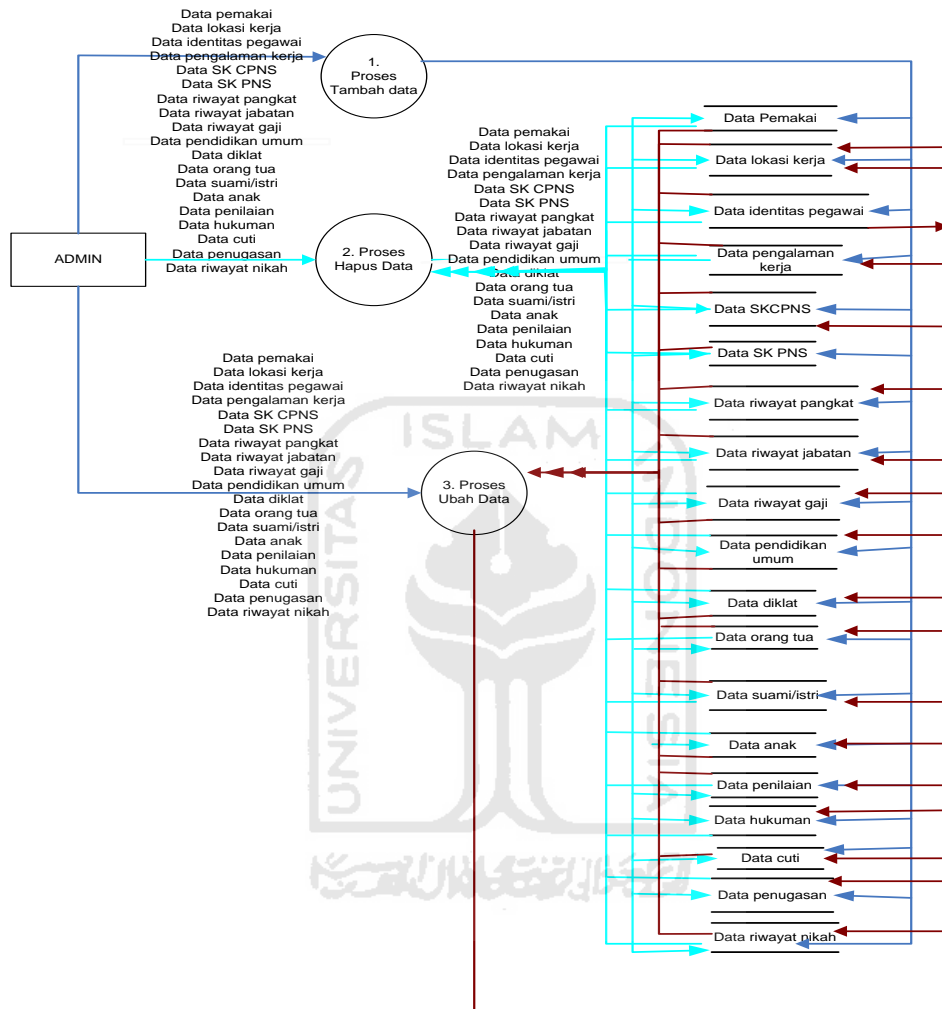 Data pemakai
Data lokasi kerja
Data identitas pegawai
Data pengalaman kerja
Data SK CPNS
Data SK PNS
Data riwayat pangkat
Data riwayat jabatan
Data riwayat gaji
Data pendidikan umum
Data diklat
Data orang tua
Data suami/istri
Data anak
Data penilaian
Data hukuman
Data cuti
Data penugasan
Data riwayat nikah
1.
Proses
Tambah data
ADMIN
2. Proses
Hapus Data
Data pemakai
Data lokasi kerja
Data identitas pegawai
Data pengalaman kerja
Data SK CPNS
Data SK PNS
Data riwayat pangkat
Data riwayat jabatan
Data riwayat gaji
Data pendidikan umum
Data diklat
Data orang tua
Data suami/istri
Data anak
Data penilaian
Data hukuman
Data cuti
Data penugasan
Data riwayat nikah
Data pemakai
Data lokasi kerja
Data identitas pegawai
Data pengalaman kerja
Data SK CPNS
Data SK PNS
Data riwayat pangkat
Data riwayat jabatan
Data riwayat gaji
Data pendidikan umum
Data diklat
Data orang tua
Data suami/istri
Data anak
Data penilaian
Data hukuman
Data cuti
Data penugasan
Data riwayat nikah
3. Proses
Ubah Data
Data Pemakai
Data lokasi kerja
Data identitas pegawai
Data pengalaman
kerja
Data SKCPNS
Data SK PNS
Data riwayat pangkat
Data riwayat jabatan
Data riwayat gaji
Data pendidikan
umum
Data diklat
Data orang tua
Data suami/istri
Data anak
Data penilaian
Data hukuman
Data cuti
Data penugasan
Data riwayat nikah
UNIVERSITAS
ISLAM
INDONESIA